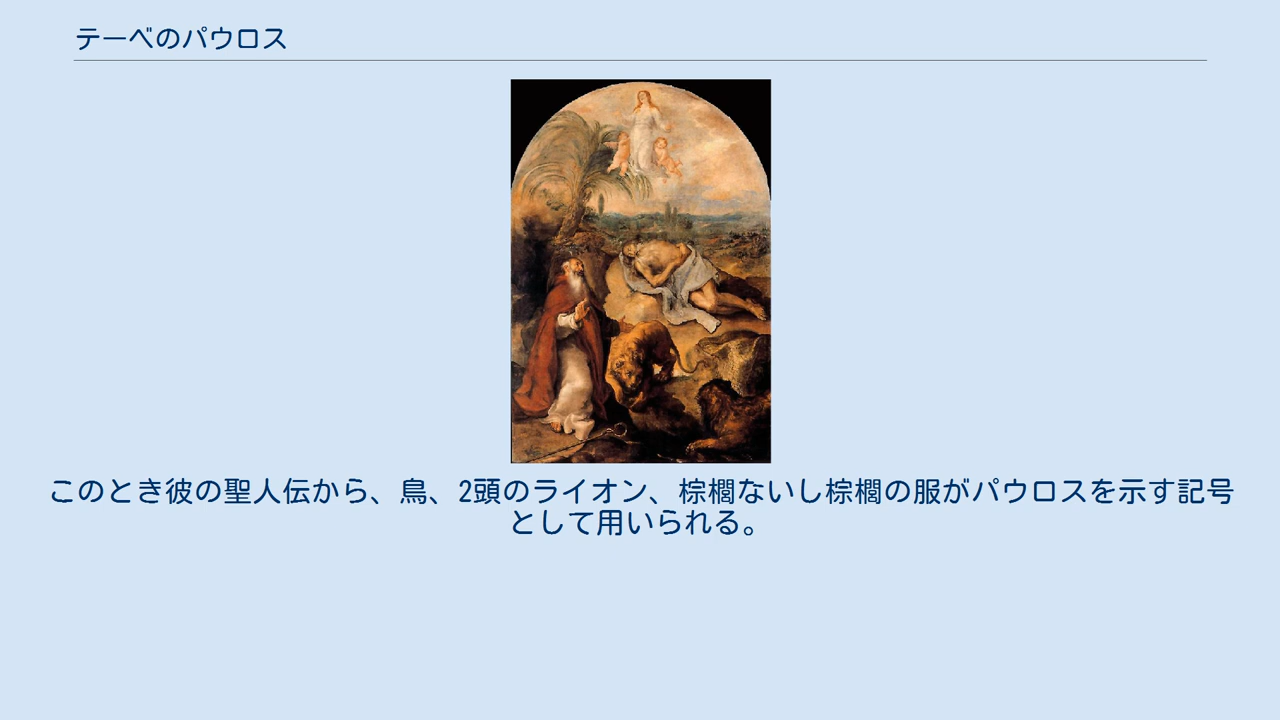 テーベのパウロス
このとき彼の聖人伝から、鳥、2頭のライオン、棕櫚ないし棕櫚の服がパウロスを示す記号
として用いられる。